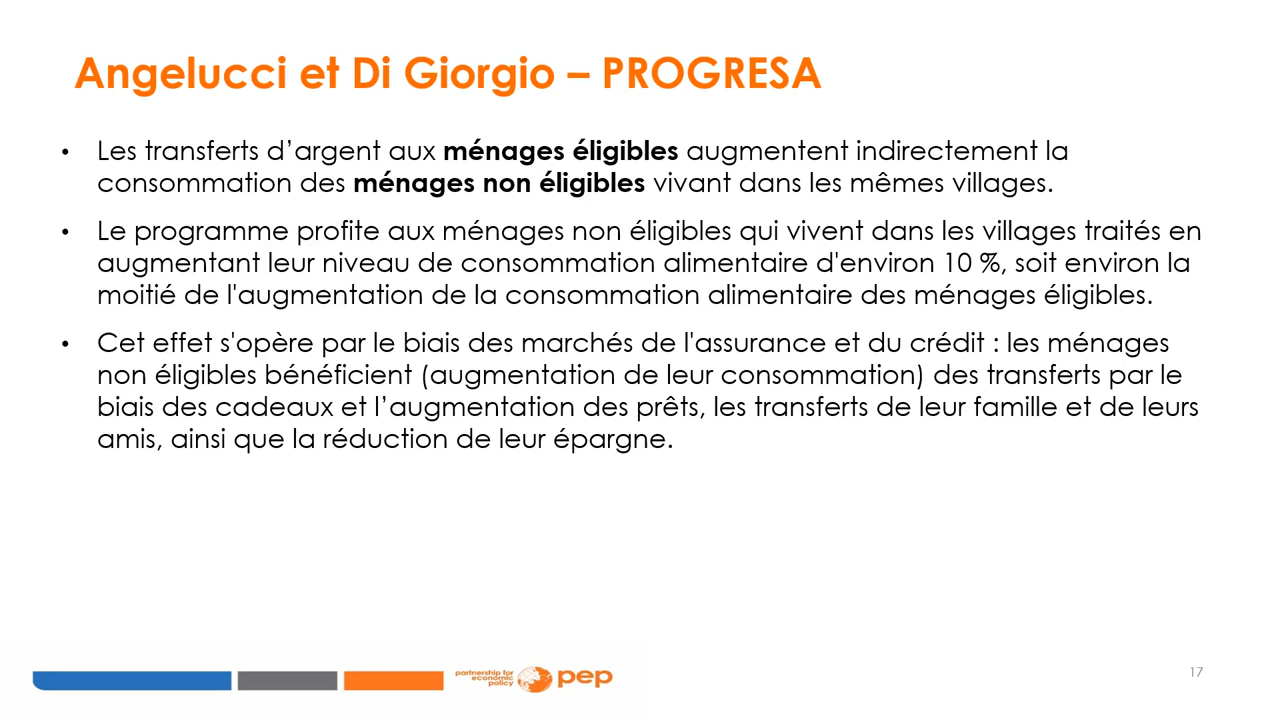 Angelucci et Di Giorgio – PROGRESA
• Les transferts d’argent aux ménages éligibles augmentent indirectement la
consommation des ménages non éligibles vivant dans les mêmes villages.
• Le programme profite aux ménages non éligibles qui vivent dans les villages traités en
augmentant leur niveau de consommation alimentaire d'environ 10 %, soit environ la
moitié de l'augmentation de la consommation alimentaire des ménages éligibles.
• Cet effet s'opère par le biais des marchés de l'assurance et du crédit : les ménages
non éligibles bénéficient (augmentation de leur consommation) des transferts par le
biais des cadeaux et l’augmentation des prêts, les transferts de leur famille et de leurs
amis, ainsi que la réduction de leur épargne.
partnership for
economic
policy
pep
17